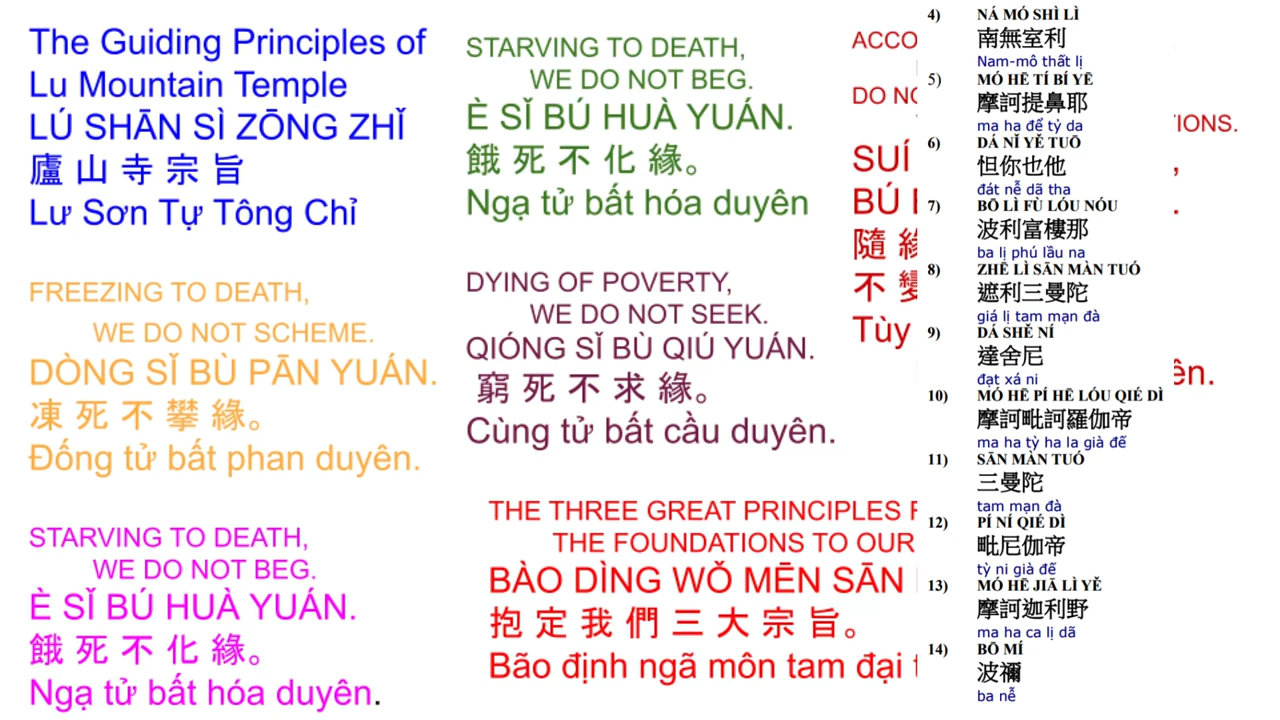 The Guiding Principles of
Lu Mountain Temple
LÚ SHĀN SÌ ZŌNG ZHǏ
廬 山 寺 宗 旨
Lư Sơn Tự Tông Chỉ
FREEZING TO DEATH,
WE DO NOT SCHEME.
DÒNG SǏ BÙ PĀN YUÁN.
凍 死 不 攀 緣。
Đống tử bất phan duyên.
STARVING TO DEATH,
WE DO NOT BEG.
È SǏ BÚ HUÀ YUÁN.
餓 死 不 化 緣。
Ngạ tử bất hóa duyên.
STARVING TO DEATH,
WE DO NOT BEG.
È SǏ BÚ HUÀ YUÁN.
餓 死 不 化 緣。
Ngạ tử bất hóa duyên
DYING OF POVERTY,
WE DO NOT SEEK.
QIÓNG SǏ BÙ QIÚ YUÁN.
窮 死 不 求 緣。
Cùng tử bất cầu duyên.
THE THREE GREAT PRINCIPLES
THE FOUNDATIONS TO OUR
BÀO DÌNG WǑ MĒN SĀN
抱 定 我 們 三 大 宗 旨。
Bão định ngã môn tam đại
ACCO
DO NO
TIONS.
SUÍ
BÚ
隨 緣
不 變
Tùy
ên.
4) NÁ MÓ SHÌ LÌ
南無室利
Nam-mô thất lị
5) MÓ HĒ TÍ BÍ YĒ
摩訶提鼻耶
ma ha để tỷ da
6) DÁ NǏ YĚ TUŌ
怛你也他
đát nễ dã tha
7) BŌ LÌ FÙ LÓU NÓU
波利富樓那
ba lị phú lầu na
8) ZHĒ LÌ SĀN MÀN TUÓ
遮利三曼陀
giá lị tam mạn đà
9) DÁ SHĚ NÍ
達舍尼
đạt xá ni
10) MÓ HĒ PÍ HĒ LÓU QIÉ DÌ
摩訶毗訶羅伽帝
ma ha tỳ ha la già đế
11) SĀN MÀN TUÓ
三曼陀
tam mạn đà
12) PÍ NÍ QIÉ DÌ
毗尼伽帝
tỳ ni già đế
13) MÓ HĒ JIĀ LÌ YĚ
摩訶迦利野
ma ha ca lị dã
14) BŌ MÍ
波禰
ba nễ